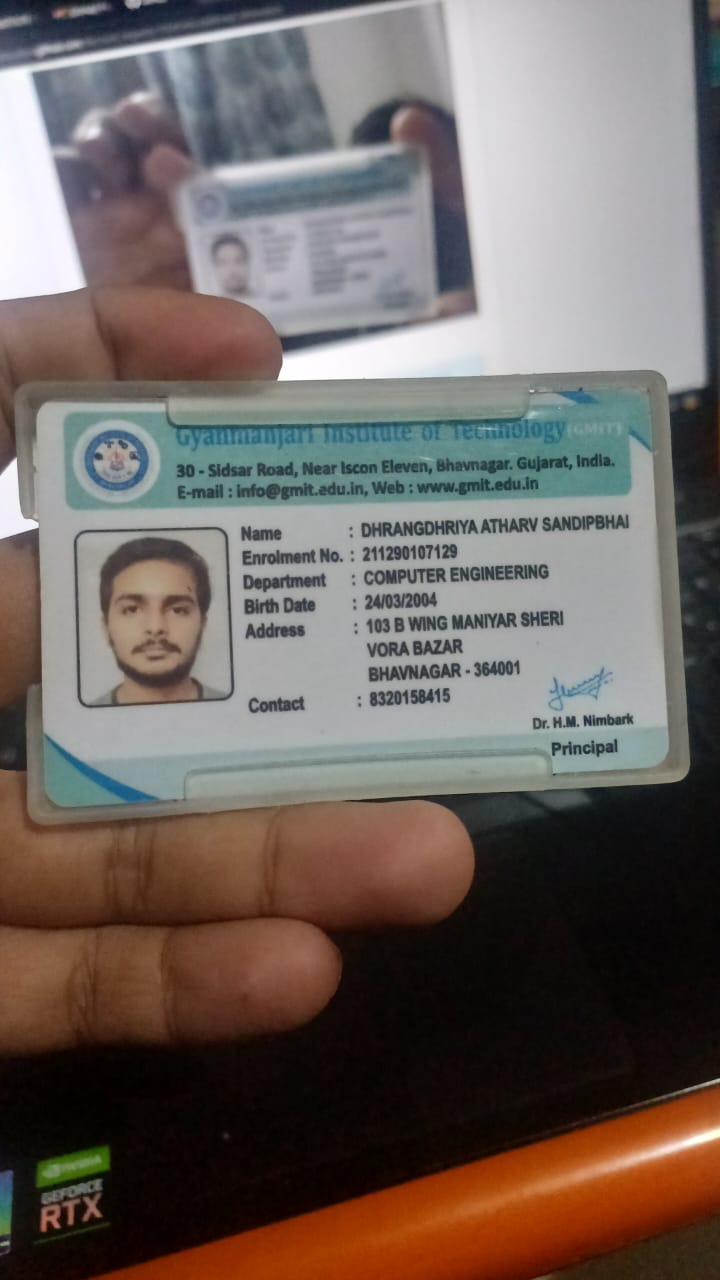 Gyanmanjari Institute of Technology (GMIT)
30 - Sidsar Road, Near Iscon Eleven, Bhavnagar. Gujarat, India.
E-mail : info@gmit.edu.in, Web : www.gmit.edu.in
Name : DHRANGDHRIYA ATHARV SANDIPBHAI
Enrolment No. : 211290107129
Department : COMPUTER ENGINEERING
Birth Date : 24/03/2004
Address : 103 B WING MANIYAR SHERI
VORA BAZAR
BHAVNAGAR - 364001
Contact : 8320158415
Dr. H.M. Nimbark
Principal
NVIDIA
GEFORCE
RTX